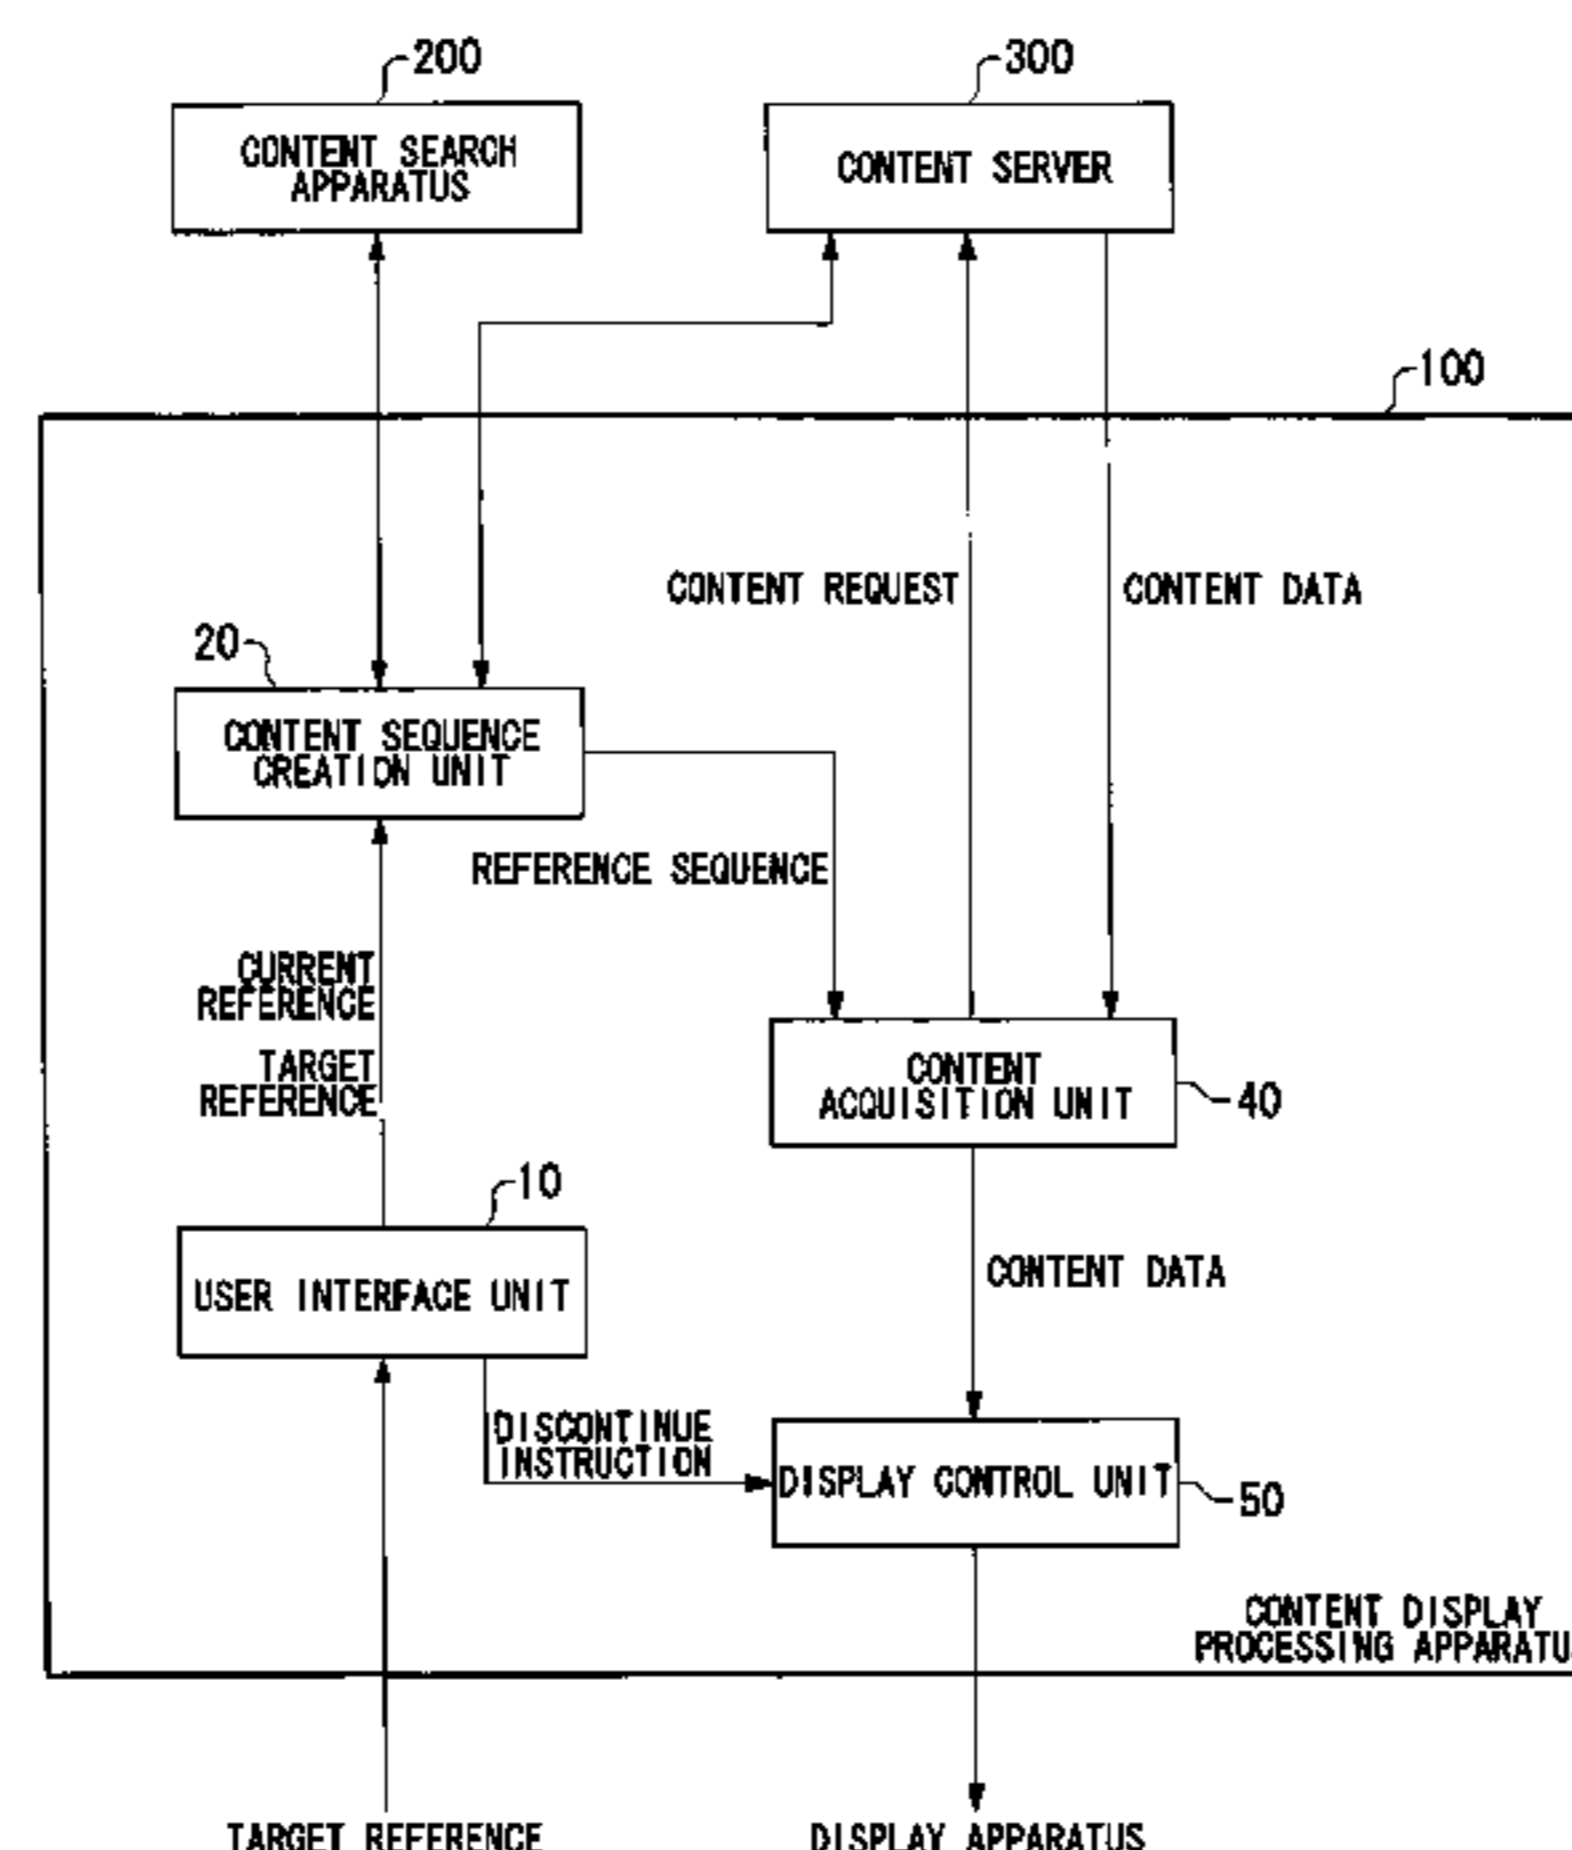 200
300
CONTENT SEARCH
APPARATUS
CONTENT SERVER
100
CONTENT REQUEST
CONTENT DATA
20
CONTENT SEQUENCE
CREATION UNIT
REFERENCE SEQUENCE
CURRENT
REFERENCE
TARGET
REFERENCE
CONTENT
ACQUISITION UNIT
40
10
USER INTERFACE UNIT
CONTENT DATA
DISCONTINUE
INSTRUCTION
DISPLAY CONTROL UNIT
50
CONTENT DISPLAY
PROCESSING APPARATU
TARGET REFERENCE
DISPLAY APPARATUS